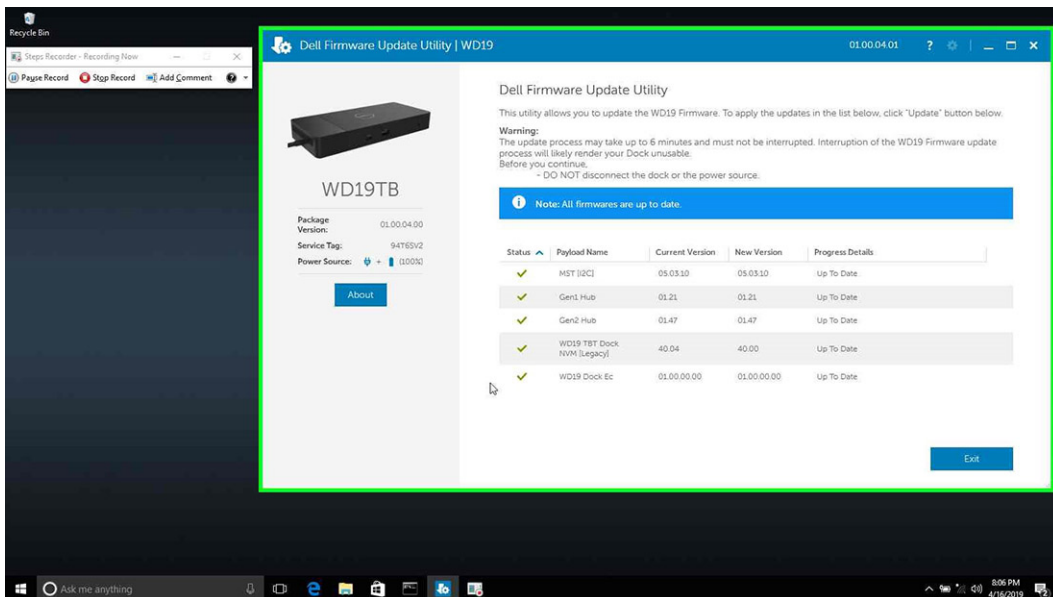 Recycle Bin
Steps Recorder - Recording Now
Pause Record Stop Record Add Comment
Dell Firmware Update Utility | WD19 01.00.04.01 ?
Dell Firmware Update Utility
This utility allows you to update the WD19 Firmware. To apply the updates in the list below, click "Update" button below.
Warning:
The update process may take up to 6 minutes and must not be interrupted. Interruption of the WD19 Firmware update
process will likely render your Dock unusable.
Before you continue,
- DO NOT disconnect the dock or the power source.
WD19TB
Package Version: 01.00.04.00
Service Tag: 94T6SV2
Power Source: + (100%)
About
Note: All firmwares are up to date.
Status Payload Name Current Version New Version Progress Details
MST [I2C] 05.03.10 05.03.10 Up To Date
Gen1 Hub 01.21 01.21 Up To Date
Gen2 Hub 01.47 01.47 Up To Date
WD19 TBT Dock NVM [Legacy] 40.04 40.00 Up To Date
WD19 Dock Ec 01.00.00.00 01.00.00.00 Up To Date
Exit
Ask me anything
8:06 PM
4/16/2019